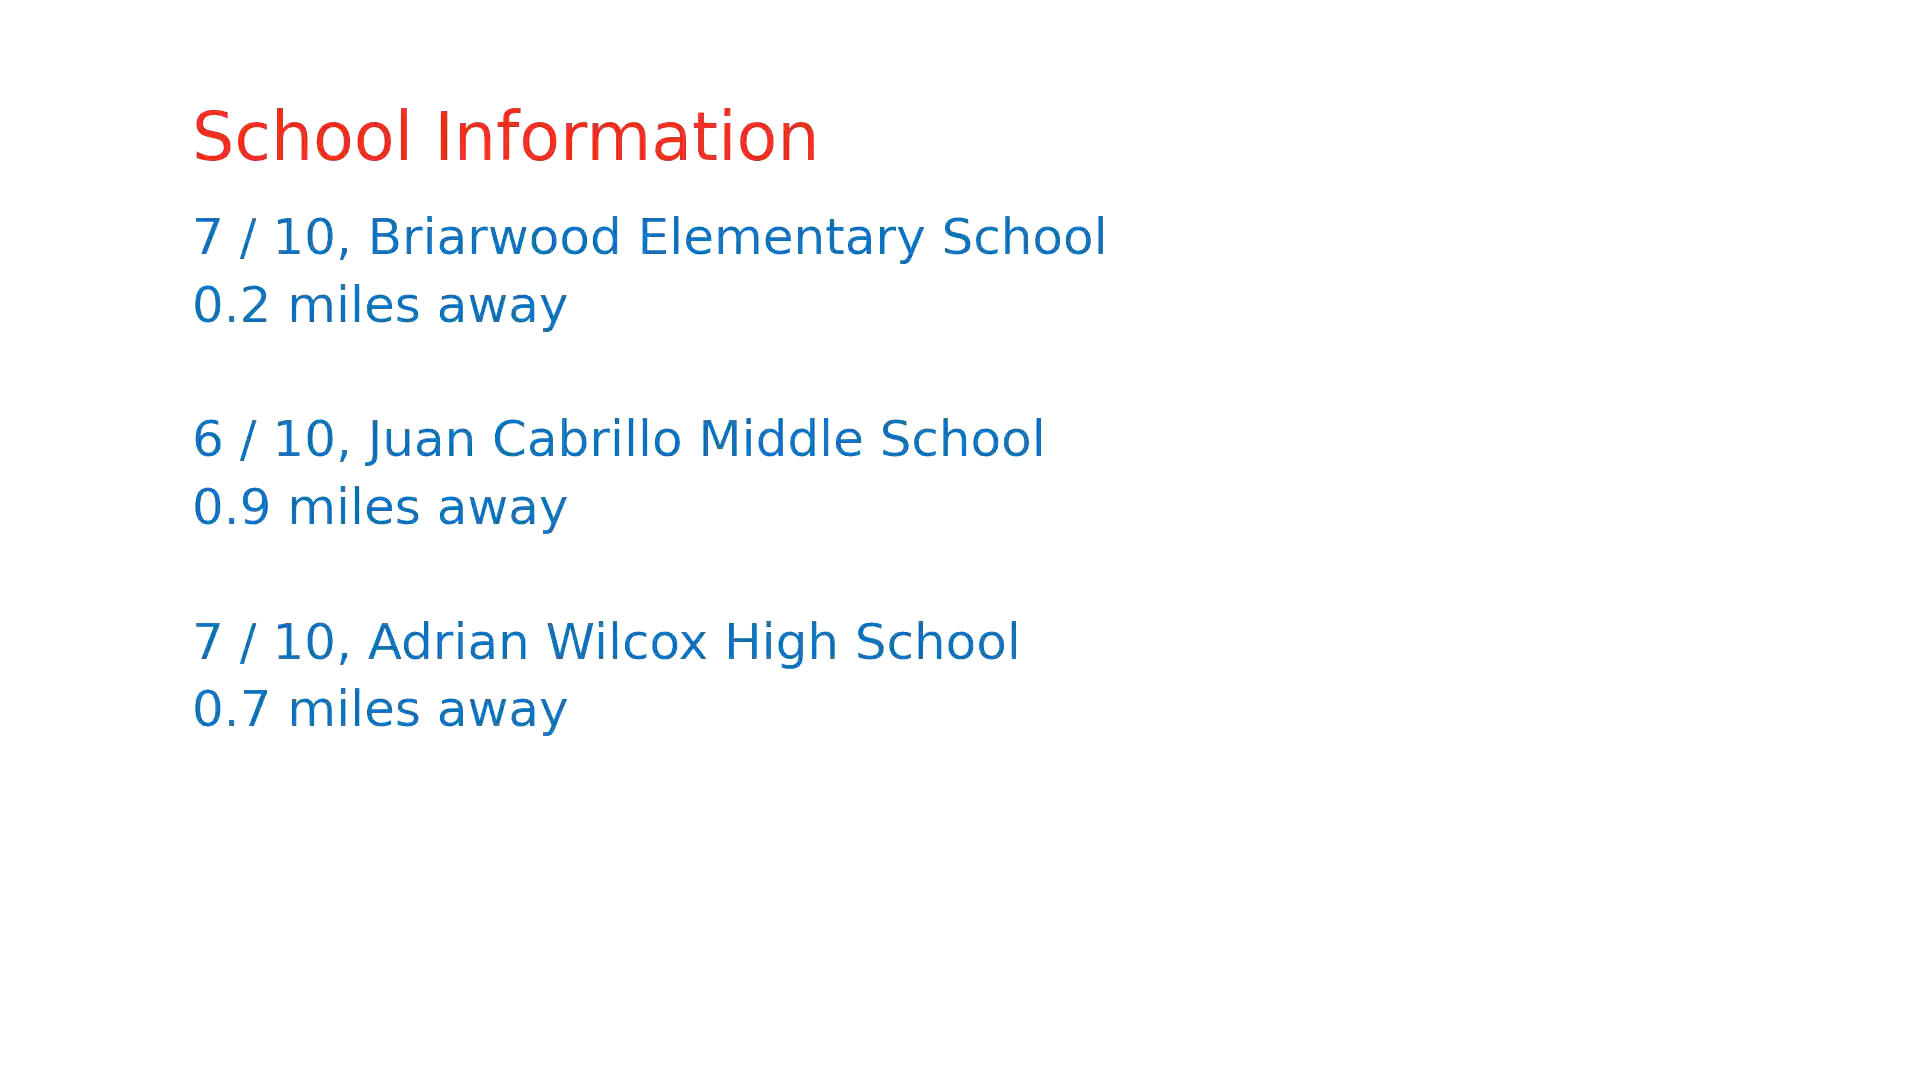 School Information
7 / 10, Briarwood Elementary School
0.2 miles away
6 / 10, Juan Cabrillo Middle School
0.9 miles away
7 / 10, Adrian Wilcox High School
0.7 miles away